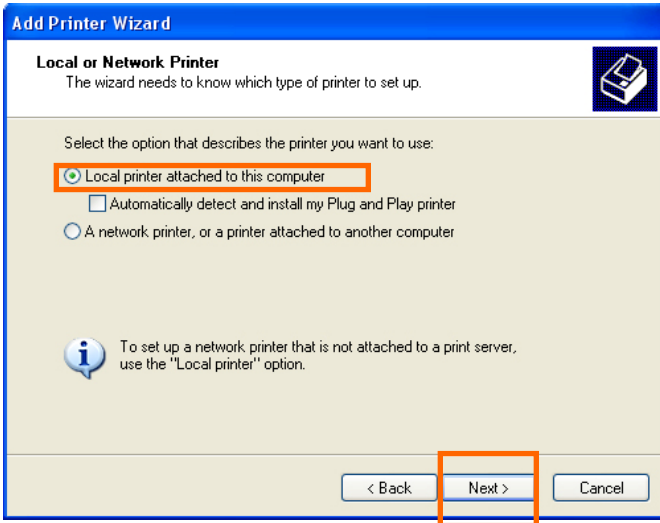 Add Printer Wizard
Local or Network Printer
The wizard needs to know which type of printer to set up.
Select the option that describes the printer you want to use:
Local printer attached to this computer
Automatically detect and install my Plug and Play printer
A network printer, or a printer attached to another computer
To set up a network printer that is not attached to a print server,
use the "Local printer" option.
< Back Next > Cancel